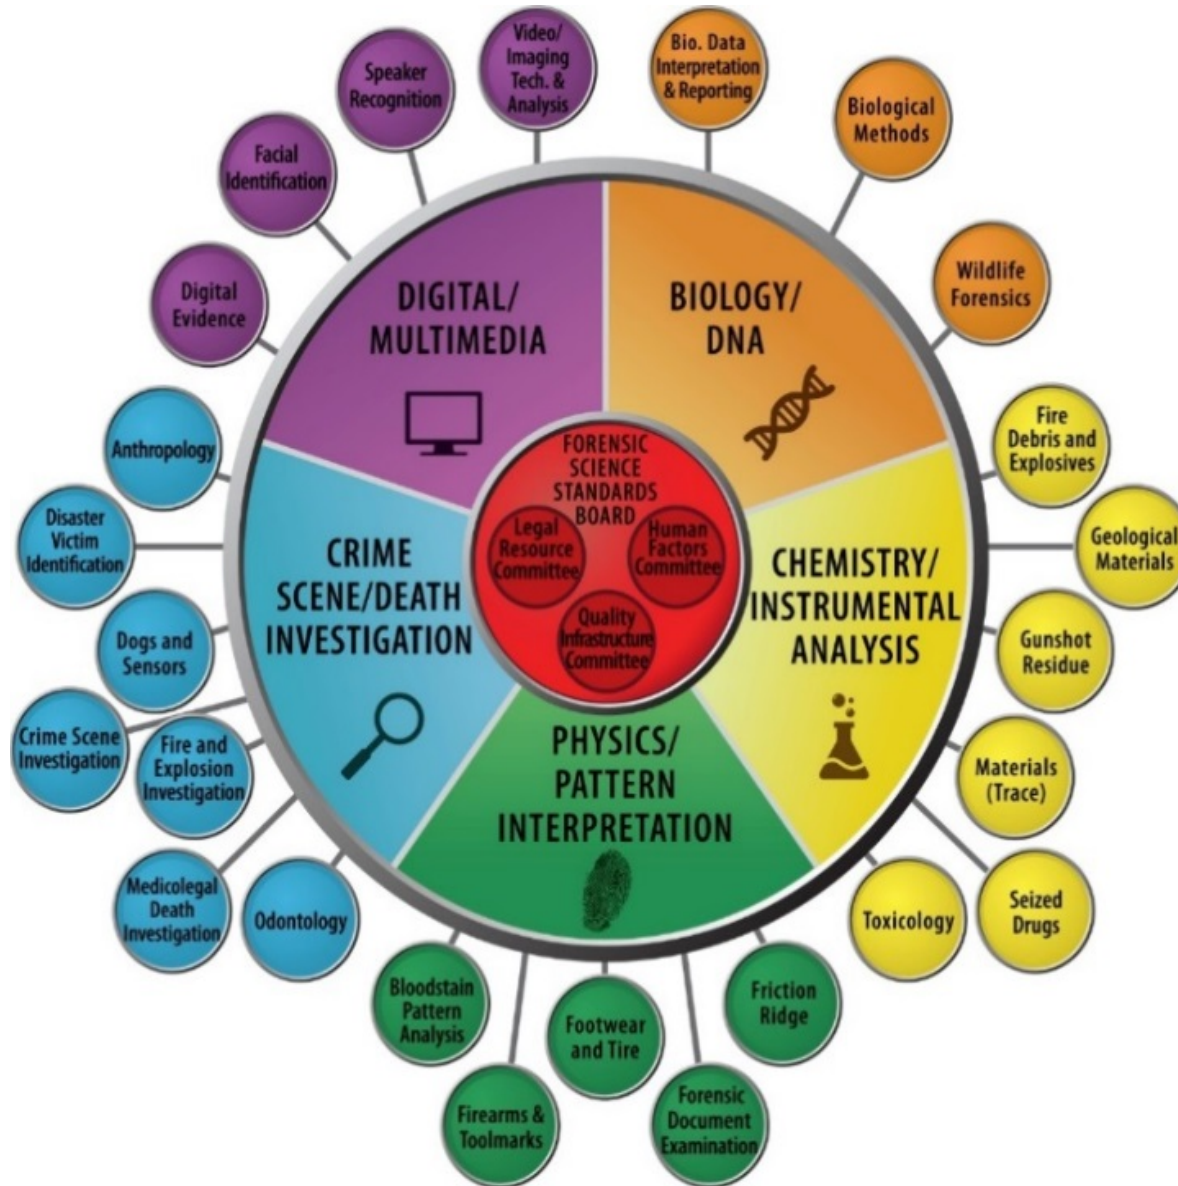 Video/
Imaging
Tech. &
Analysis
Bio. Data
Interpretation
& Reporting
Speaker
Recognition
Biological
Methods
Facial
Identification
Wildlife
Forensics
Digital
Evidence
DIGITAL/
MULTIMEDIA
BIOLOGY/
DNA
Anthropology
Fire
Debris and
Explosives
FORENSIC
SCIENCE
STANDARDS
BOARD
Legal
Resource
Committee
Human
Factors
Committee
Quality
Infrastructure
Committee
Disaster
Victim
Identification
Geological
Materials
CRIME
SCENE/DEATH
INVESTIGATION
CHEMISTRY/
INSTRUMENTAL
ANALYSIS
Dogs and
Sensors
Gunshot
Residue
Crime Scene
Investigation
Fire and
Explosion
Investigation
PHYSICS/
PATTERN
INTERPRETATION
Materials
(Trace)
Medicolegal
Death
Investigation
Odontology
Toxicology
Seized
Drugs
Bloodstain
Pattern
Analysis
Footwear
and Tire
Friction
Ridge
Firearms &
Toolmarks
Forensic
Document
Examination